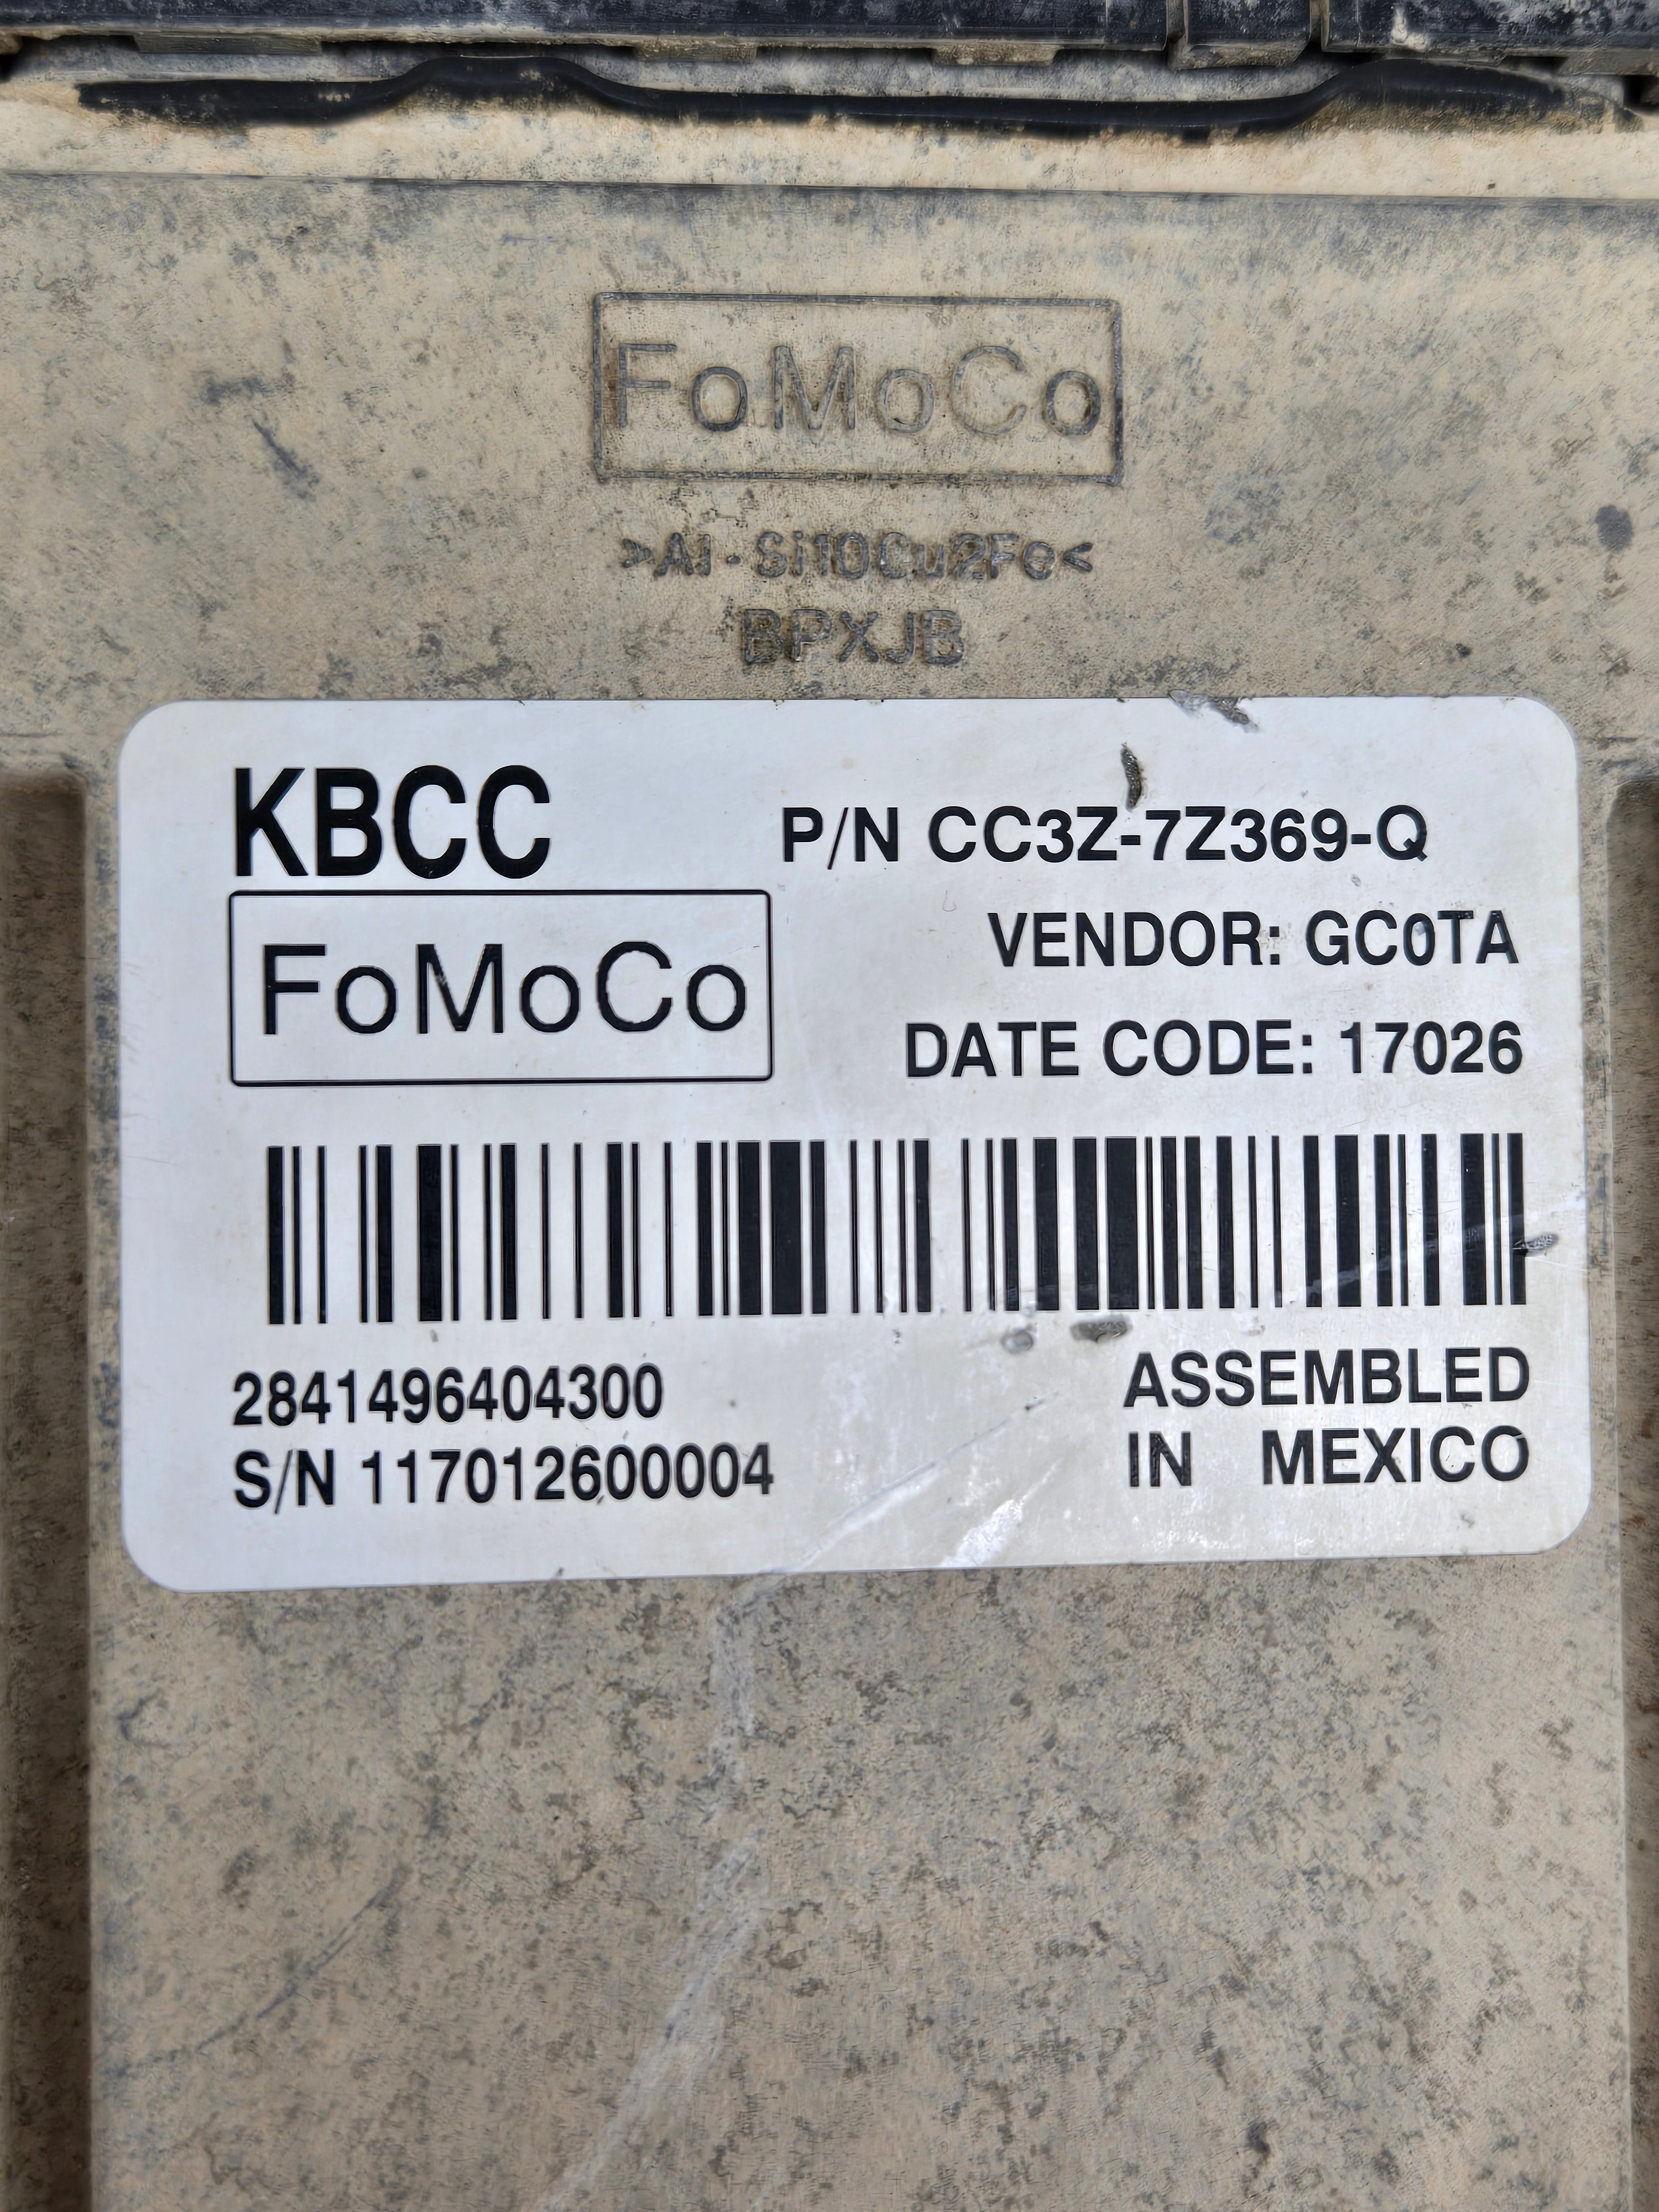 FoMoCo
>Al-Si10Cu2Fe<
BPXJB
KBCC
P/N CC3Z-7Z369-Q
FoMoCo
VENDOR: GC0TA
DATE CODE: 17026
2841496404300
S/N 117012600004
ASSEMBLED
IN MEXICO